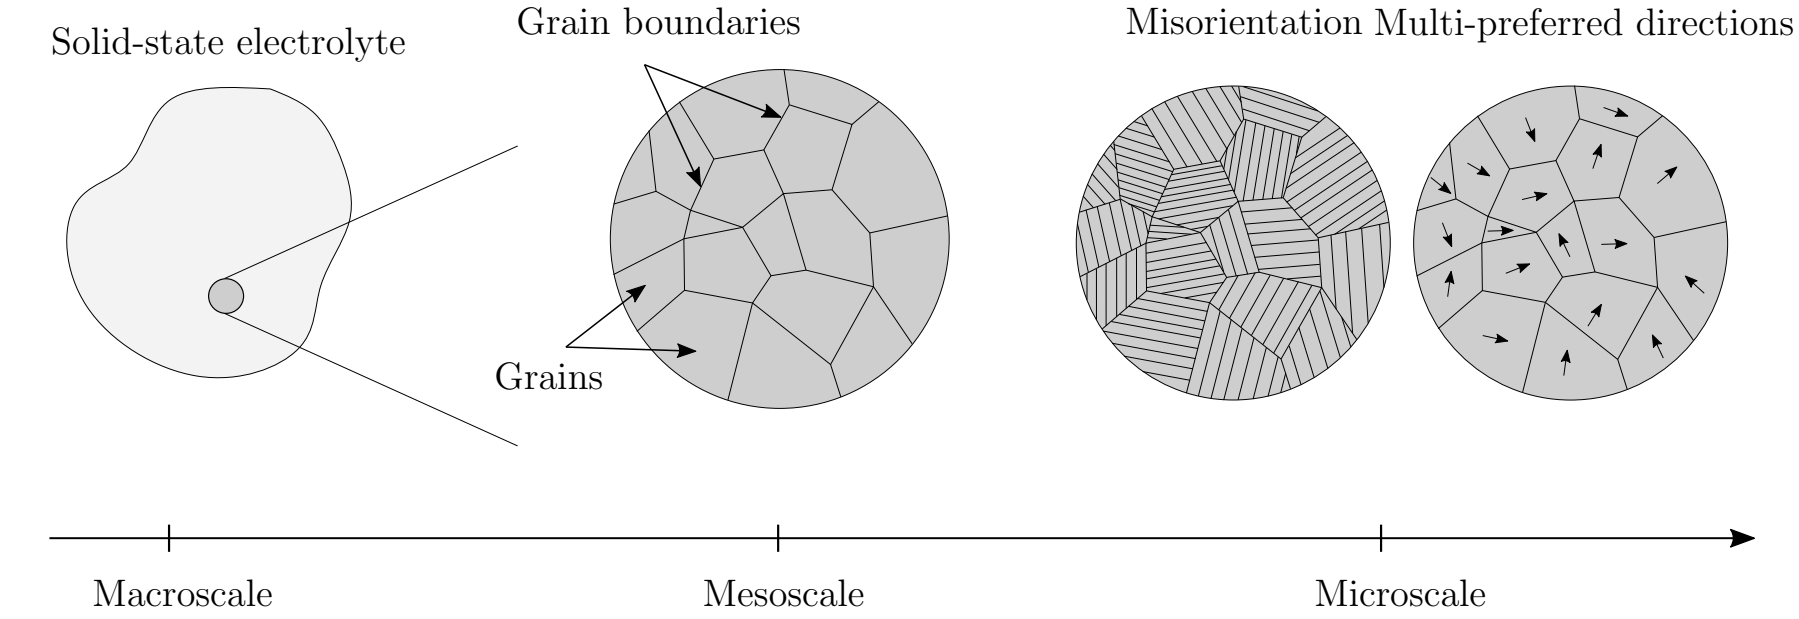 Solid-state electrolyte
Grain boundaries
Misorientation
Multi-preferred directions
Grains
Macroscale
Mesoscale
Microscale